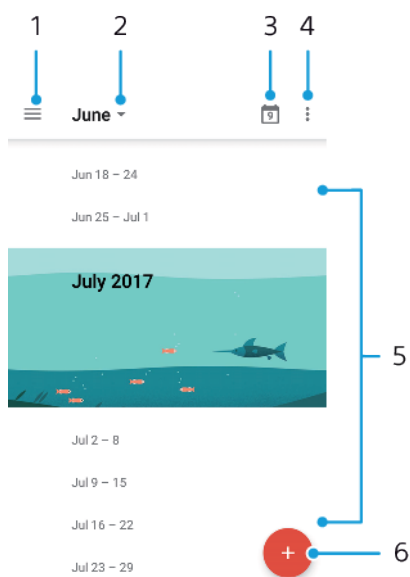 1 2 3 4
June 9
Jun 18 – 24
Jun 25 – Jul 1
July 2017
5
Jul 2 – 8
Jul 9 – 15
Jul 16 – 22
+ 6
Jul 23 – 29